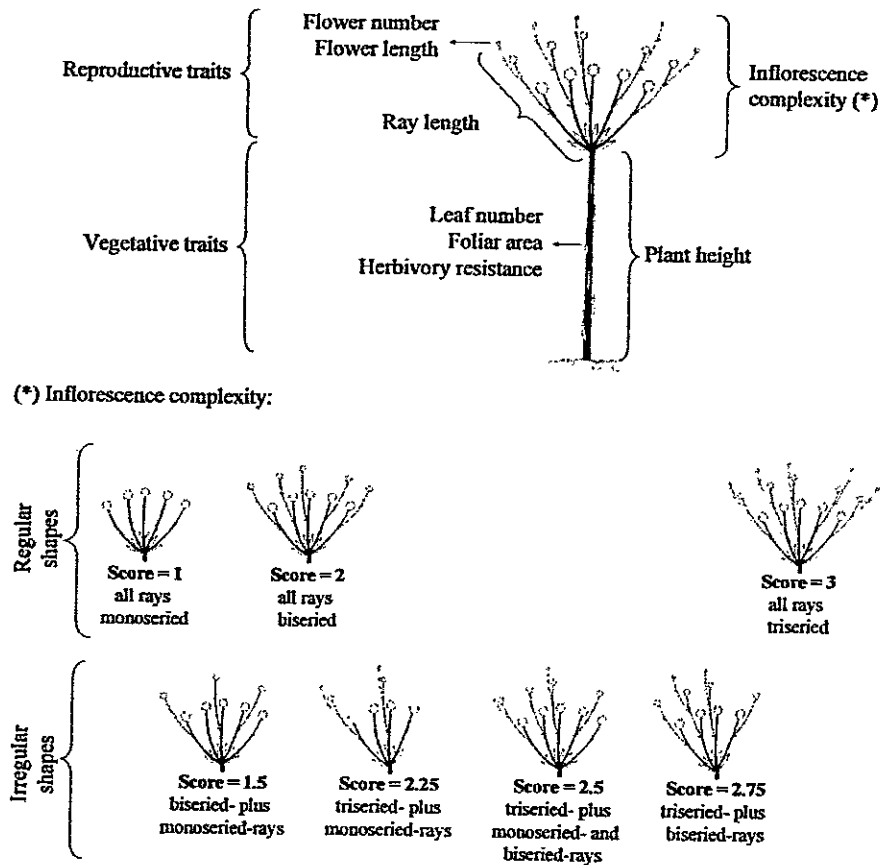 Flower number
Flower length
Reproductive traits
Inflorescence
complexity (*)
Ray length
Leaf number
Foliar area
Herbivory resistance
Vegetative traits
Plant height
(*) Inflorescence complexity:
Regular
shapes
Score = 1
all rays
monoseried
Score = 2
all rays
biseried
Score = 3
all rays
triseried
Irregular
shapes
Score = 1.5
biseried- plus
monoseried-rays
Score = 2.25
triseried- plus
monoseried-rays
Score = 2.5
triseried- plus
monoseried- and
biseried-rays
Score = 2.75
triseried- plus
biseried-rays